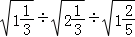 √(1 1/3) ÷ √(2 1/3) ÷ √(1 2/5)